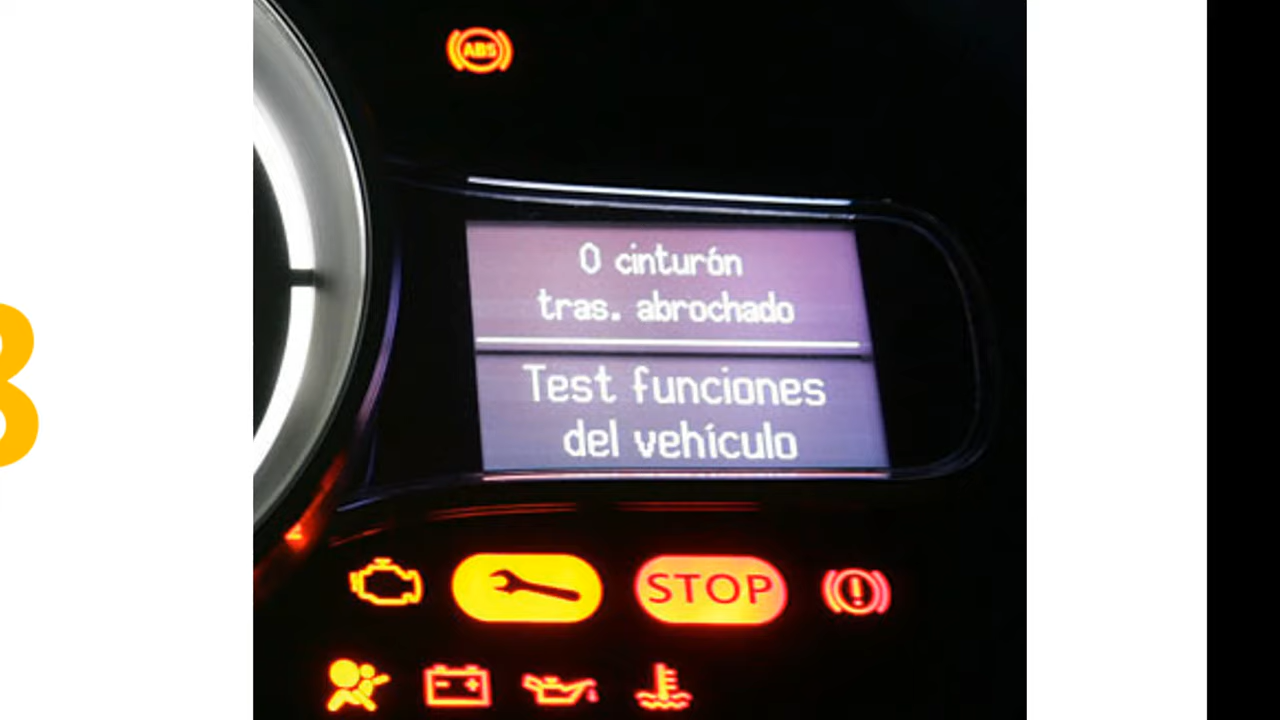 ABS
0 cinturón
tras. abrochado
Test funciones
del vehículo
STOP